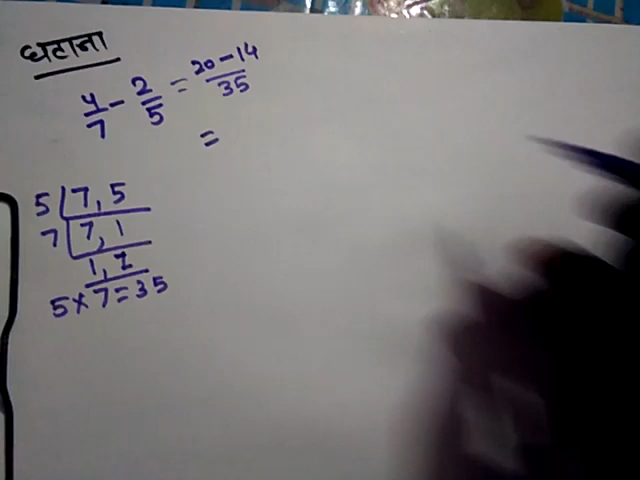 घटाना
4/7 - 2/5 = 20-14/35
=
5 | 7, 5
7 | 7, 1
1, 1
5 × 7 = 35